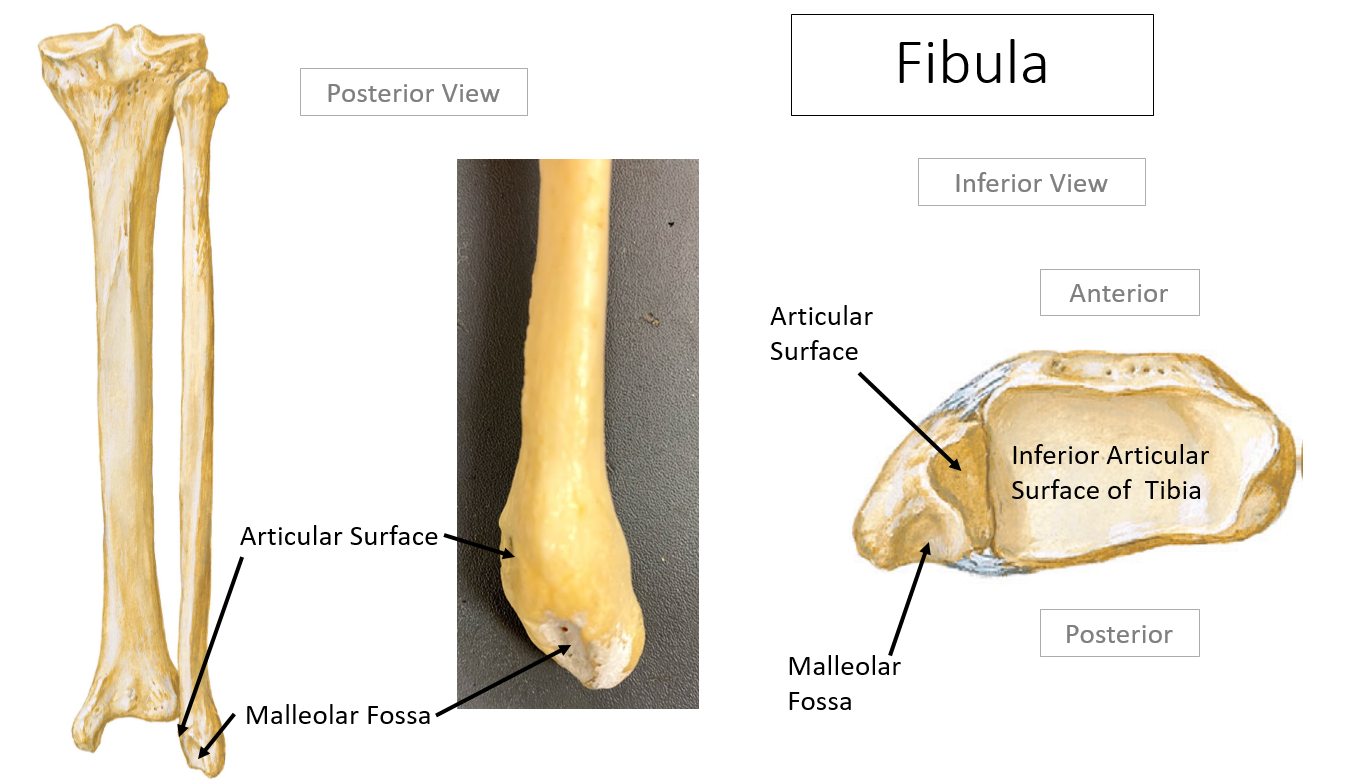 Fibula
Posterior View
Inferior View
Anterior
Articular
Surface
Inferior Articular
Surface of Tibia
Articular Surface
Posterior
Malleolar
Fossa
Malleolar Fossa